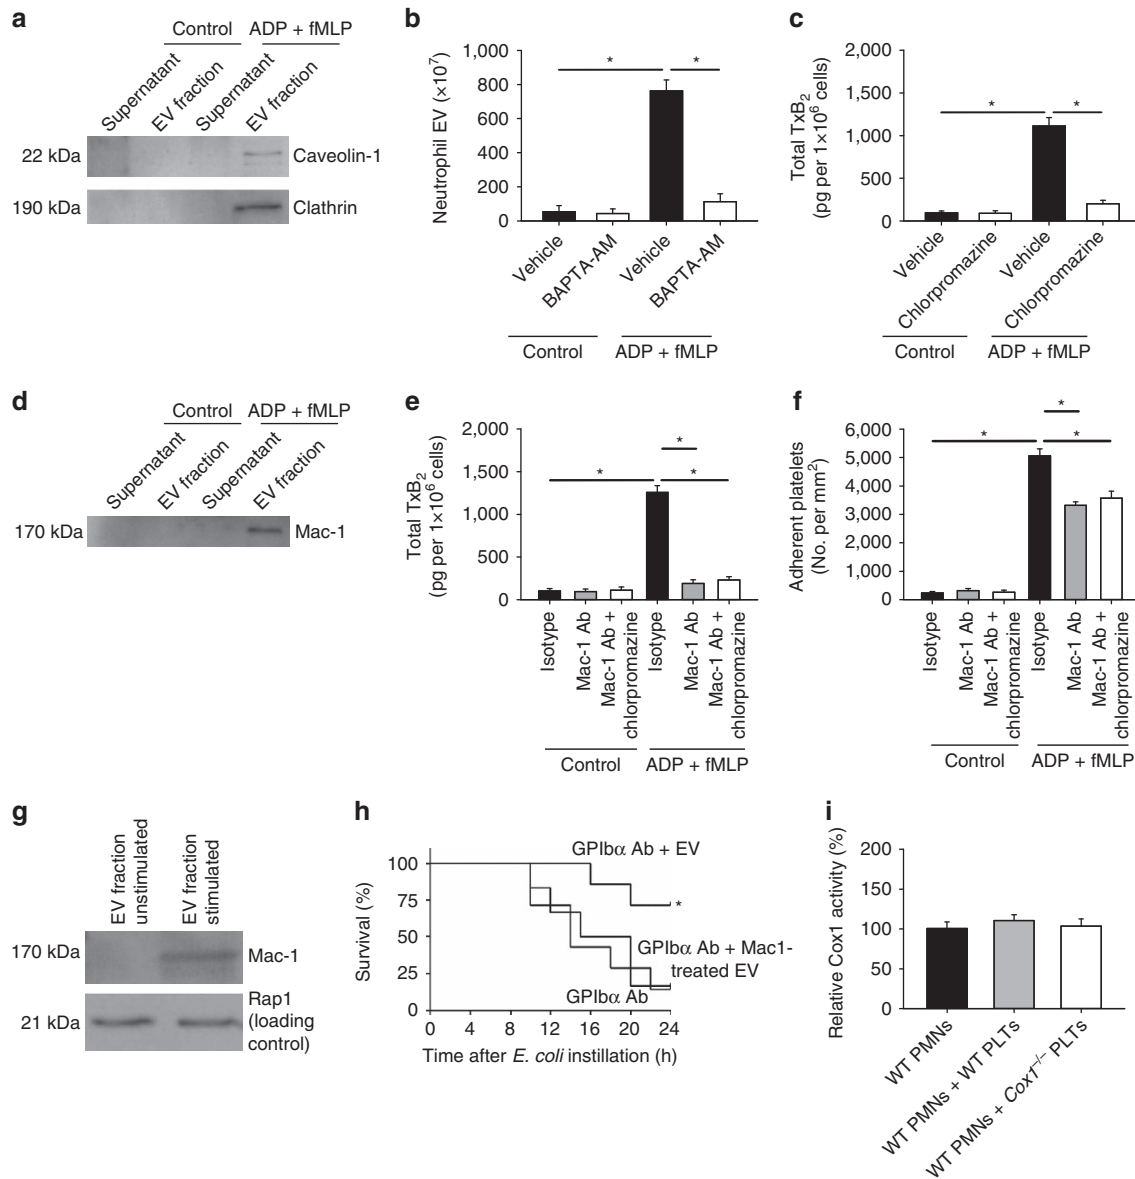 a
Control
ADP + fMLP
Supernatant
EV fraction
Supernatant
EV fraction
22 kDa
Caveolin-1
190 kDa
Clathrin
b
Neutrophil EV (×10⁷)
1,000
800
600
400
200
0
*
*
Vehicle
BAPTA-AM
Vehicle
BAPTA-AM
Control
ADP + fMLP
c
Total TxB₂
(pg per 1×10⁶ cells)
2,000
1,500
1,000
500
0
*
*
Vehicle
Chlorpromazine
Vehicle
Chlorpromazine
Control
ADP + fMLP
d
Control
ADP + fMLP
Supernatant
EV fraction
Supernatant
EV fraction
170 kDa
Mac-1
e
Total TxB₂
(pg per 1×10⁶ cells)
2,000
1,500
1,000
500
0
*
*
*
Isotype
Mac-1 Ab
Mac-1 Ab +
chlorpromazine
Isotype
Mac-1 Ab
Mac-1 Ab +
chlorpromazine
Control
ADP + fMLP
f
Adherent platelets
(No. per mm²)
6,000
5,000
4,000
3,000
2,000
1,000
0
*
*
*
Isotype
Mac-1 Ab
Mac-1 Ab +
chlorpromazine
Isotype
Mac-1 Ab
Mac-1 Ab +
chlorpromazine
Control
ADP + fMLP
g
EV fraction
unstimulated
EV fraction
stimulated
170 kDa
Mac-1
21 kDa
Rap1
(loading
control)
h
Survival (%)
100
75
50
25
0
GPIbα Ab + EV
*
GPIbα Ab + Mac1-
treated EV
GPIbα Ab
0 4 8 12 16 20 24
Time after E. coli instillation (h)
i
Relative Cox1 activity (%)
200
150
100
50
0
WT PMNs
WT PMNs + WT PLTs
WT PMNs + Cox1⁻/⁻ PLTs